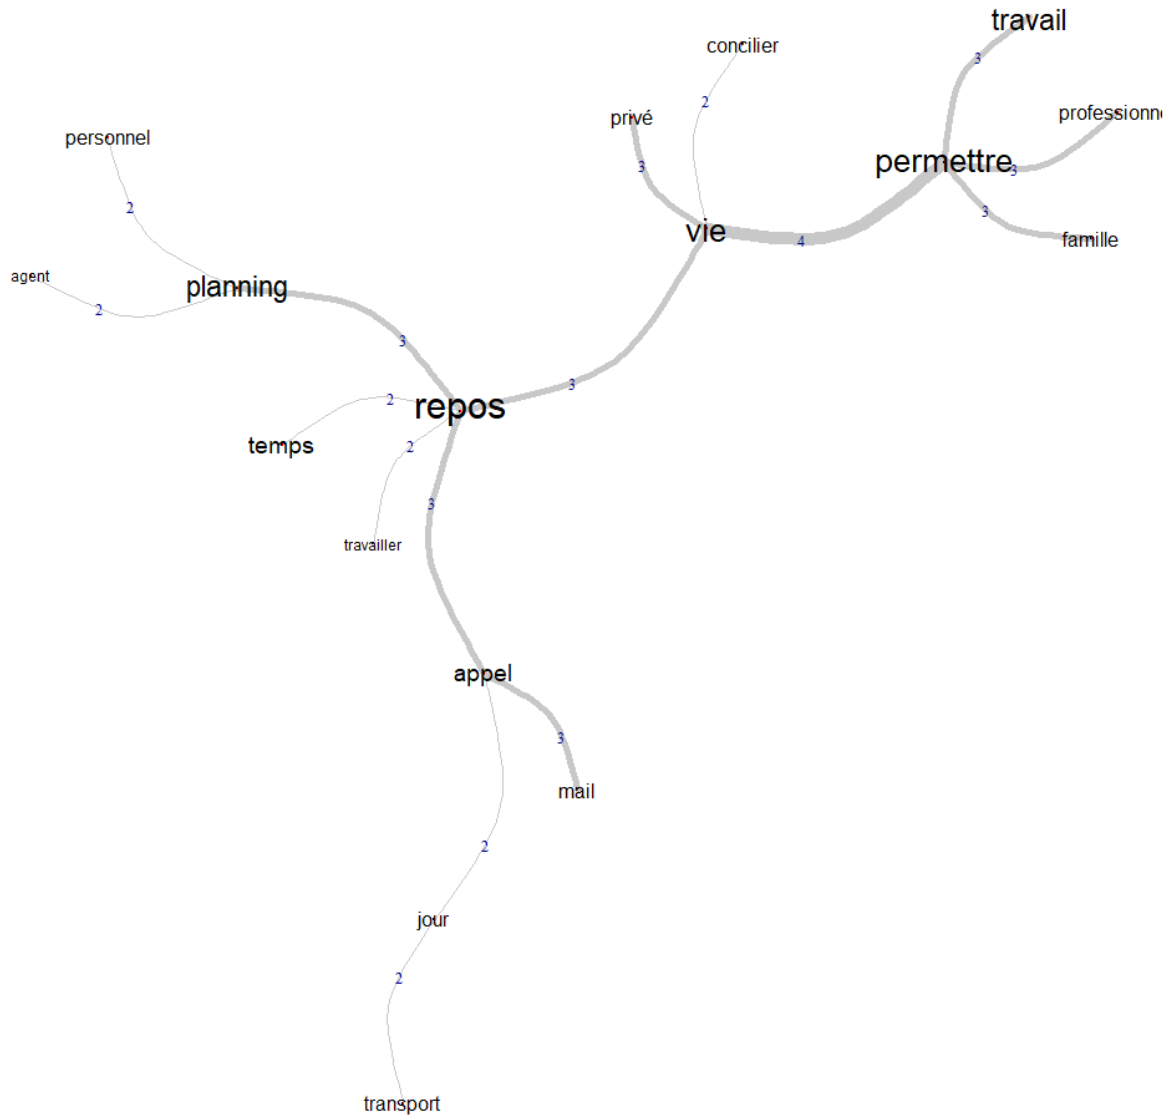 travail
concilier
3
2
privé
professionne
personnel
permettre
3
3
2
3
vie
4
famille
agent
planning
2
3
3
2
repos
temps
2
3
travailler
appel
3
mail
2
jour
2
transport